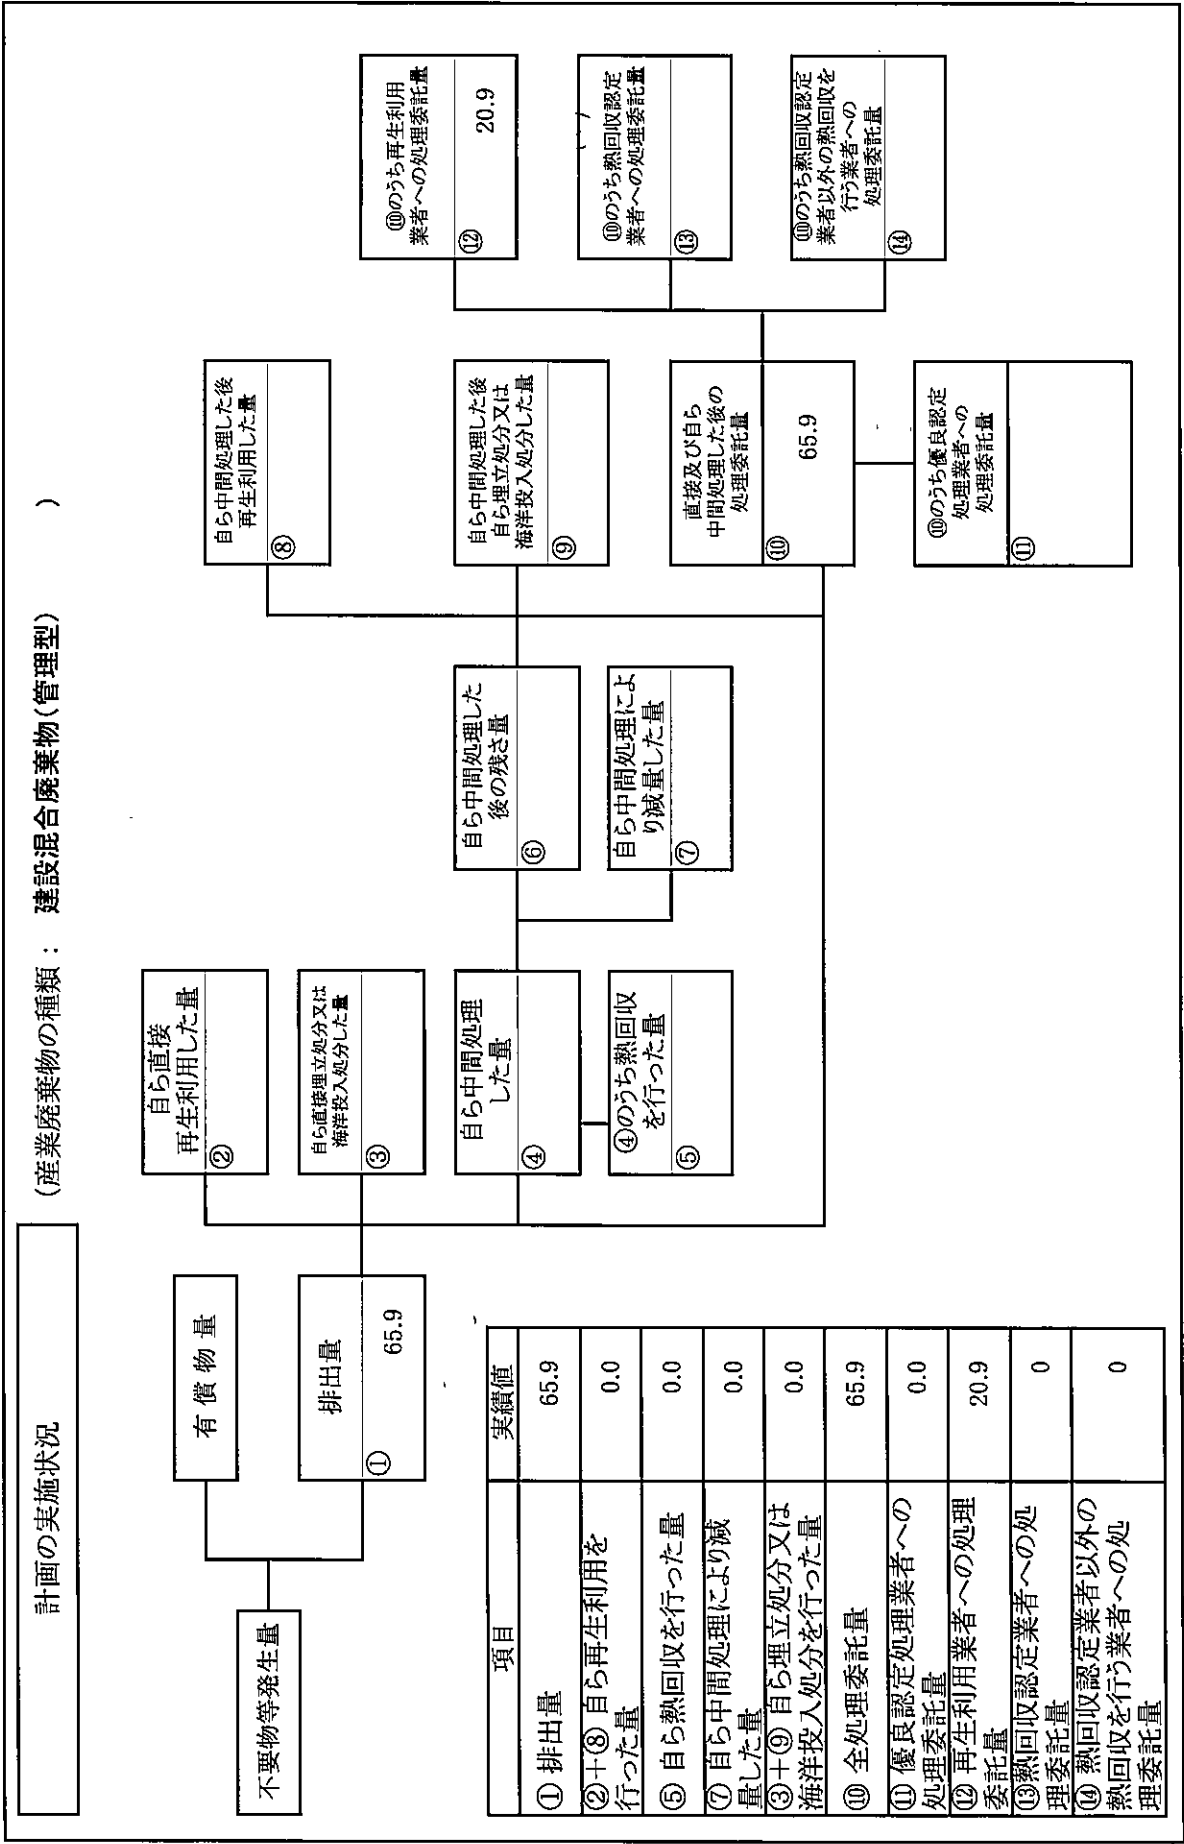 計画の実施状況
(産業廃棄物の種類： 建設混合廃棄物(管理型) )
不要物等発生量
有償物量
排出量
① 65.9
自ら直接
再生利用した量
②
自ら直接埋立処分又は
海洋投入処分した量
③
自ら中間処理
した量
④
④のうち熱回収
を行った量
⑤
自ら中間処理した
後の残さ量
⑥
自ら中間処理によ
り減量した量
⑦
自ら中間処理した後
再生利用した量
⑧
自ら中間処理した後
自ら埋立処分又は
海洋投入処分した量
⑨
直接及び自ら
中間処理した後の
処理委託量
⑩ 65.9
⑩のうち優良認定
処理業者への
処理委託量
⑪
⑩のうち再生利用
業者への処理委託量
⑫ 20.9
⑩のうち熱回収認定
業者への処理委託量
⑬
⑩のうち熱回収認定
業者以外の熱回収を
行う業者への
処理委託量
⑭
項目 実績値
① 排出量 65.9
②＋⑧ 自ら再生利用を
行った量 0.0
⑤ 自ら熱回収を行った量 0.0
⑦ 自ら中間処理により減
量した量 0.0
③＋⑨ 自ら埋立処分又は
海洋投入処分を行った量 0.0
⑩ 全処理委託量 65.9
⑪ 優良認定処理業者への
処理委託量 0.0
⑫ 再生利用業者への処理
委託量 20.9
⑬熱回収認定業者への処
理委託量 0
⑭ 熱回収認定業者以外の
熱回収を行う業者への処
理委託量 0